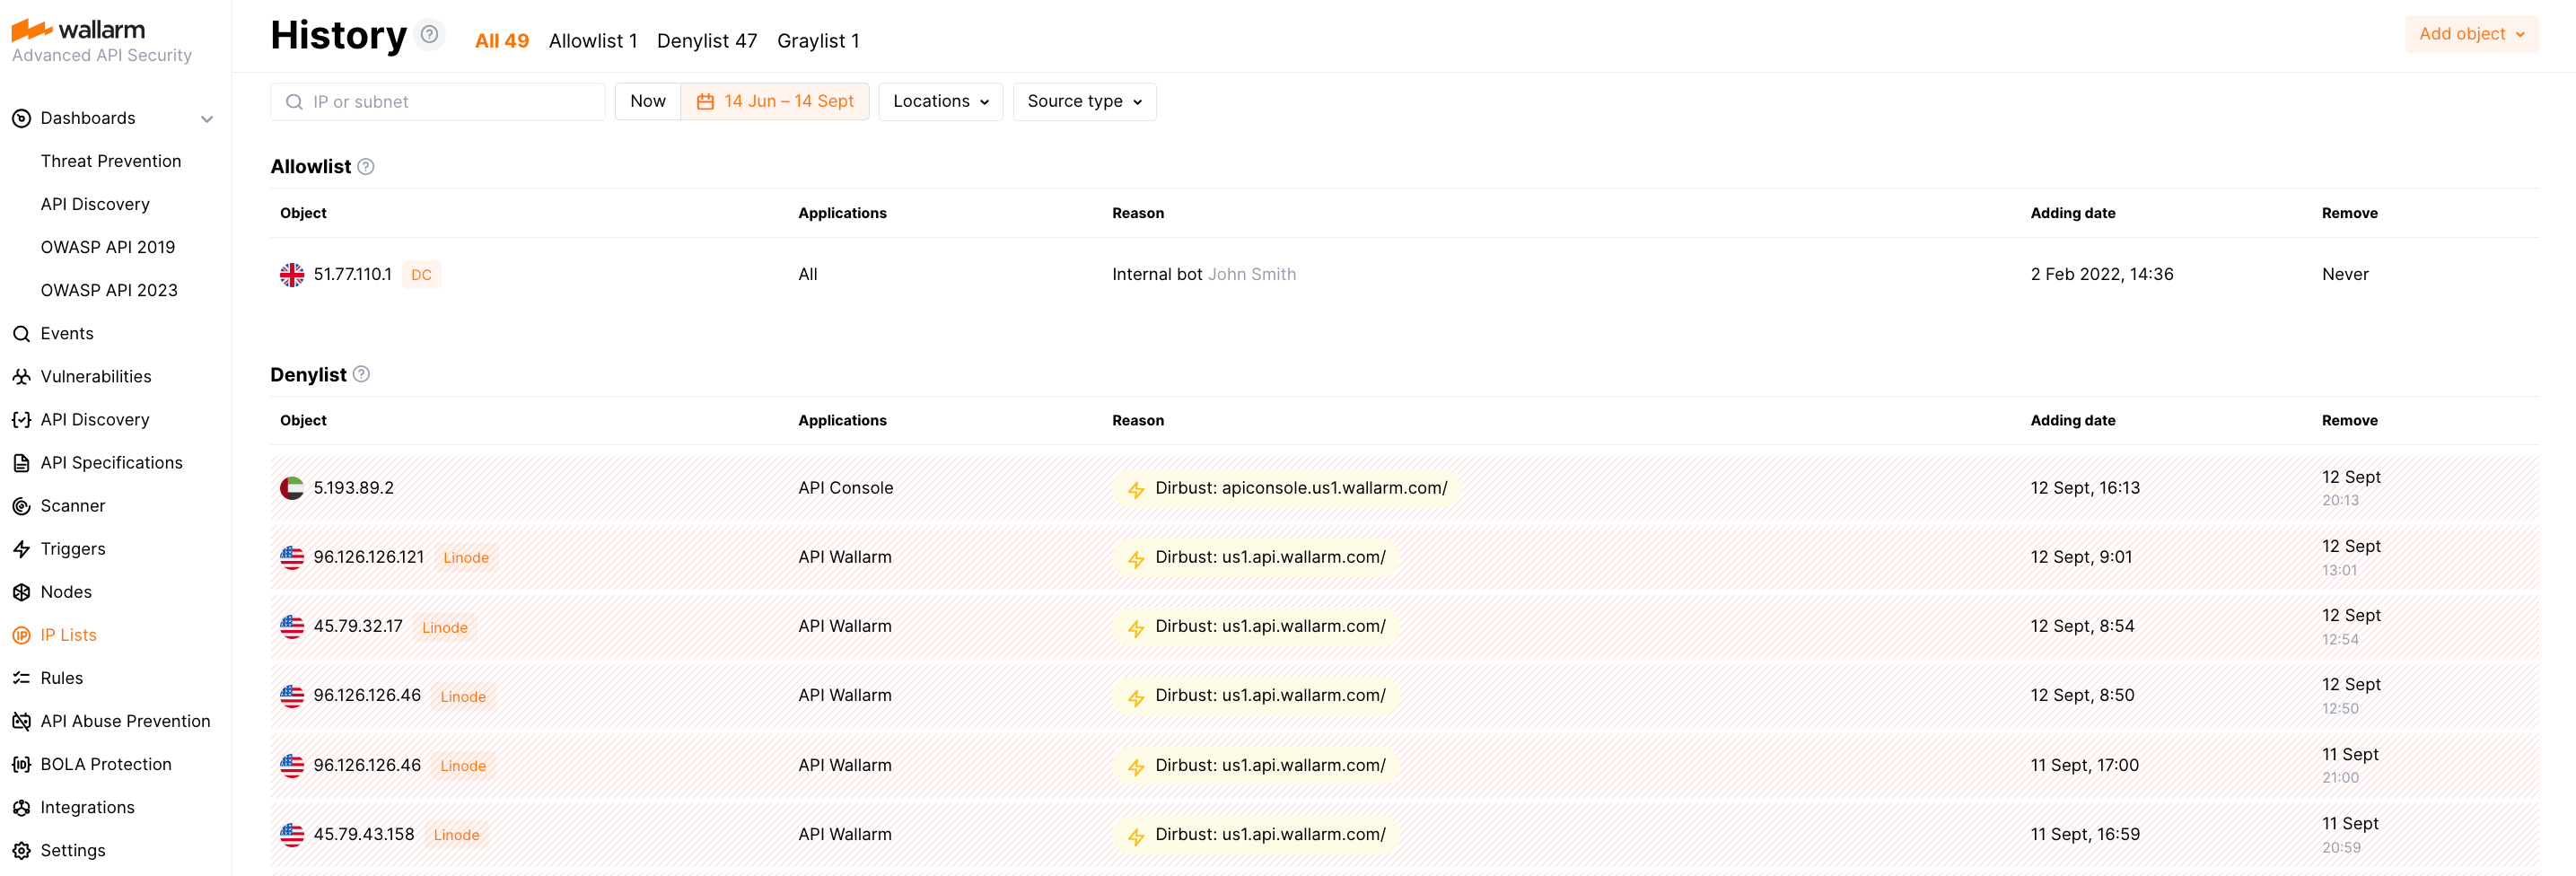 wallarm
Advanced API Security
Dashboards
Threat Prevention
API Discovery
OWASP API 2019
OWASP API 2023
Events
Vulnerabilities
API Discovery
API Specifications
Scanner
Triggers
Nodes
IP IP Lists
Rules
API Abuse Prevention
ID BOLA Protection
Integrations
Settings
History ? All 49 Allowlist 1 Denylist 47 Graylist 1 Add object
IP or subnet Now 14 Jun – 14 Sept Locations Source type
Allowlist ?
Object Applications Reason Adding date Remove
51.77.110.1 DC All Internal bot John Smith 2 Feb 2022, 14:36 Never
Denylist ?
Object Applications Reason Adding date Remove
5.193.89.2 API Console Dirbust: apiconsole.us1.wallarm.com/ 12 Sept, 16:13 12 Sept
20:13
96.126.126.121 Linode API Wallarm Dirbust: us1.api.wallarm.com/ 12 Sept, 9:01 12 Sept
13:01
45.79.32.17 Linode API Wallarm Dirbust: us1.api.wallarm.com/ 12 Sept, 8:54 12 Sept
12:54
96.126.126.46 Linode API Wallarm Dirbust: us1.api.wallarm.com/ 12 Sept, 8:50 12 Sept
12:50
96.126.126.46 Linode API Wallarm Dirbust: us1.api.wallarm.com/ 11 Sept, 17:00 11 Sept
21:00
45.79.43.158 Linode API Wallarm Dirbust: us1.api.wallarm.com/ 11 Sept, 16:59 11 Sept
20:59